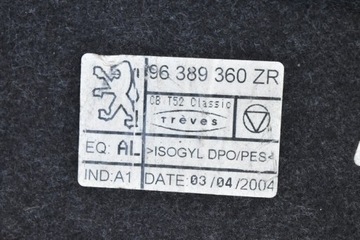 96 389 360 ZR
CB T52 Classic
Trèves
EQ: AL >ISOGYL DPO/PES<
IND:A1 DATE:03/04/2004